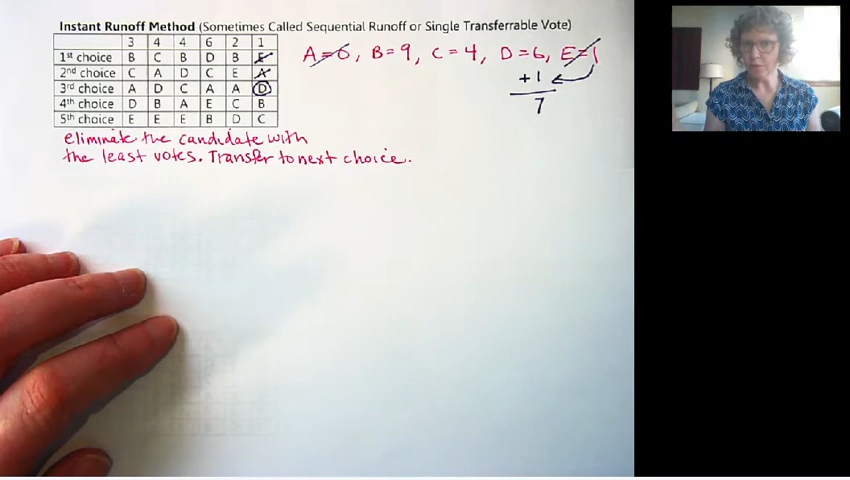 Instant Runoff Method (Sometimes Called Sequential Runoff or Single Transferrable Vote)
3 4 4 6 2 1
1st choice B C B D B E
2nd choice C A D C E A
3rd choice A D C A A D
4th choice D B A E C B
5th choice E E E B D C
A=0, B=9, C=4, D=6, E=1
+1
7
eliminate the candidate with
the least votes. Transfer to next choice.